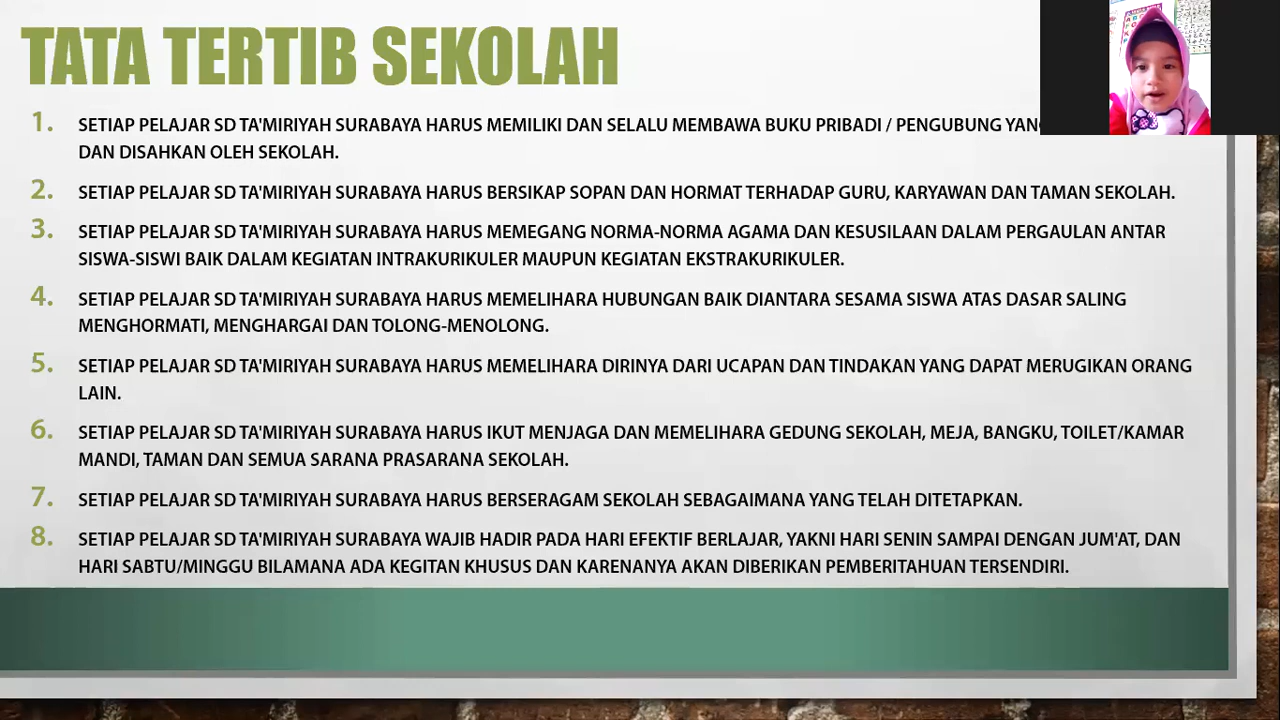 TATA TERTIB SEKOLAH
1. SETIAP PELAJAR SD TA'MIRIYAH SURABAYA HARUS MEMILIKI DAN SELALU MEMBAWA BUKU PRIBADI / PENGUBUNG
DAN DISAHKAN OLEH SEKOLAH.
2. SETIAP PELAJAR SD TA'MIRIYAH SURABAYA HARUS BERSIKAP SOPAN DAN HORMAT TERHADAP GURU, KARYAWAN DAN TAMAN SEKOLAH.
3. SETIAP PELAJAR SD TA'MIRIYAH SURABAYA HARUS MEMEGANG NORMA-NORMA AGAMA DAN KESUSILAAN DALAM PERGAULAN ANTAR
SISWA-SISWI BAIK DALAM KEGIATAN INTRAKURIKULER MAUPUN KEGIATAN EKSTRAKURIKULER.
4. SETIAP PELAJAR SD TA'MIRIYAH SURABAYA HARUS MEMELIHARA HUBUNGAN BAIK DIANTARA SESAMA SISWA ATAS DASAR SALING
MENGHORMATI, MENGHARGAI DAN TOLONG-MENOLONG.
5. SETIAP PELAJAR SD TA'MIRIYAH SURABAYA HARUS MEMELIHARA DIRINYA DARI UCAPAN DAN TINDAKAN YANG DAPAT MERUGIKAN ORANG
LAIN.
6. SETIAP PELAJAR SD TA'MIRIYAH SURABAYA HARUS IKUT MENJAGA DAN MEMELIHARA GEDUNG SEKOLAH, MEJA, BANGKU, TOILET/KAMAR
MANDI, TAMAN DAN SEMUA SARANA PRASARANA SEKOLAH.
7. SETIAP PELAJAR SD TA'MIRIYAH SURABAYA HARUS BERSERAGAM SEKOLAH SEBAGAIMANA YANG TELAH DITETAPKAN.
8. SETIAP PELAJAR SD TA'MIRIYAH SURABAYA WAJIB HADIR PADA HARI EFEKTIF BERLAJAR, YAKNI HARI SENIN SAMPAI DENGAN JUM'AT, DAN
HARI SABTU/MINGGU BILAMANA ADA KEGITAN KHUSUS DAN KARENANYA AKAN DIBERIKAN PEMBERITAHUAN TERSENDIRI.